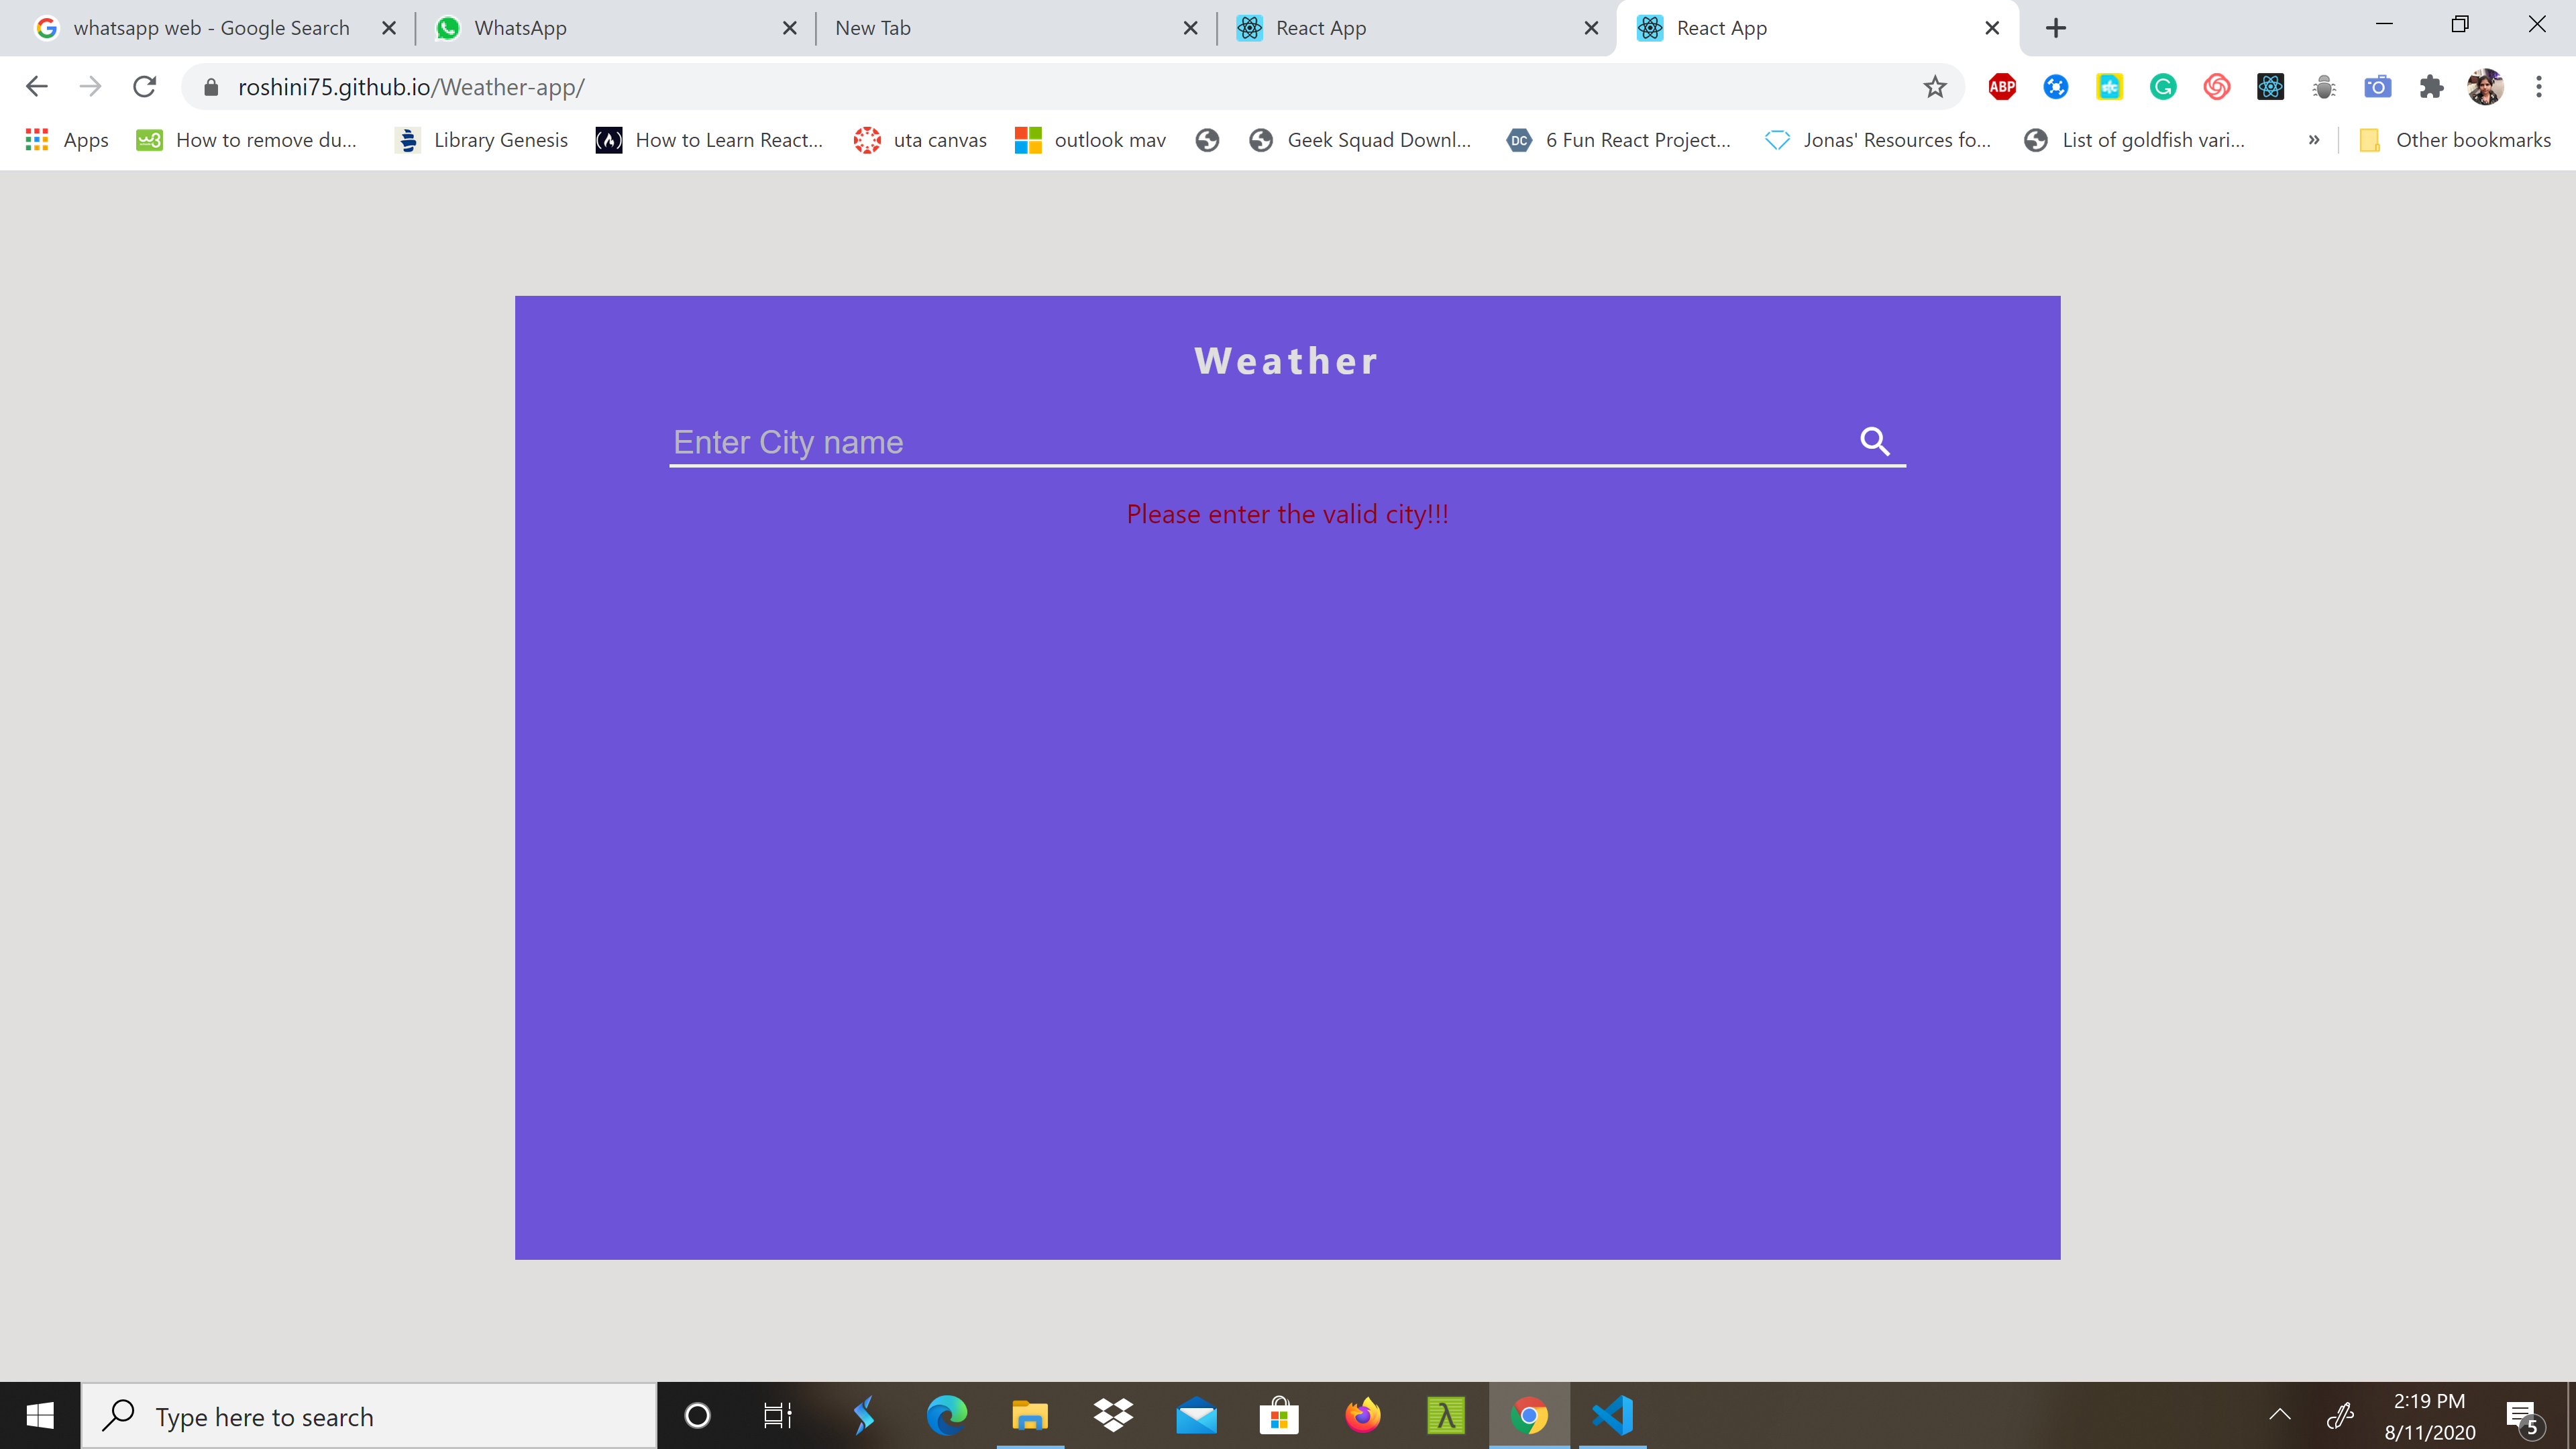 whatsapp web - Google Search
WhatsApp
New Tab
React App
React App
roshini75.github.io/Weather-app/
ABP
Apps
How to remove du...
Library Genesis
How to Learn React...
uta canvas
outlook mav
Geek Squad Downl...
DC
6 Fun React Project...
Jonas' Resources fo...
List of goldfish vari...
»
Other bookmarks
Weather
Enter City name
Please enter the valid city!!!
Type here to search
2:19 PM
8/11/2020
5